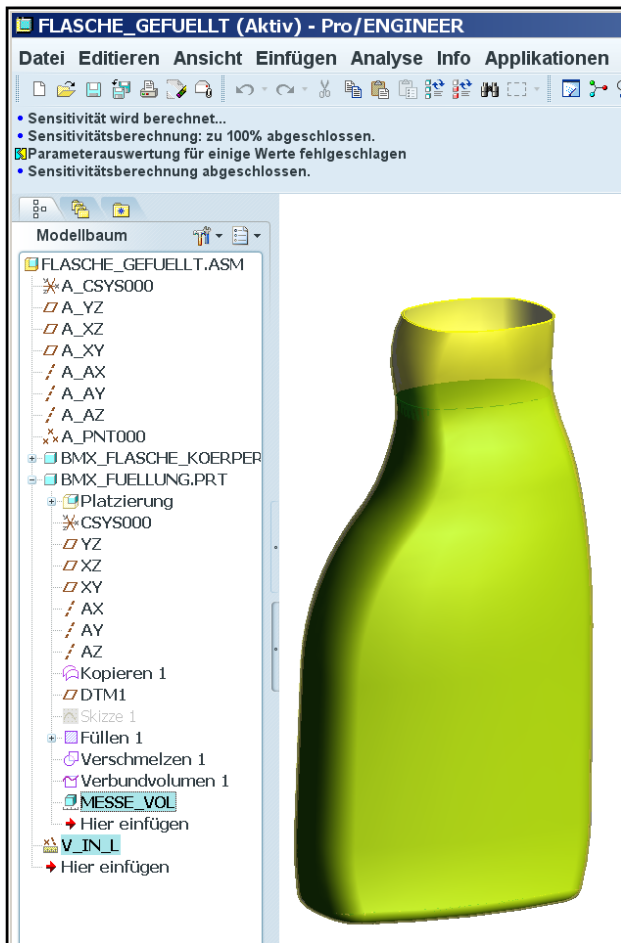 FLASCHE_GEFUELLT (Aktiv) - Pro/ENGINEER
Datei Editieren Ansicht Einfügen Analyse Info Applikationen
• Sensitivität wird berechnet...
• Sensitivitätsberechnung: zu 100% abgeschlossen.
Parameterauswertung für einige Werte fehlgeschlagen
• Sensitivitätsberechnung abgeschlossen.
Modellbaum
FLASCHE_GEFUELLT.ASM
A_CSYS000
A_YZ
A_XZ
A_XY
A_AX
A_AY
A_AZ
A_PNT000
BMX_FLASCHE_KOERPER
BMX_FUELLUNG.PRT
Platzierung
CSYS000
YZ
XZ
XY
AX
AY
AZ
Kopieren 1
DTM1
Skizze 1
Füllen 1
Verschmelzen 1
Verbundvolumen 1
MESSE_VOL
Hier einfügen
V_IN_L
Hier einfügen